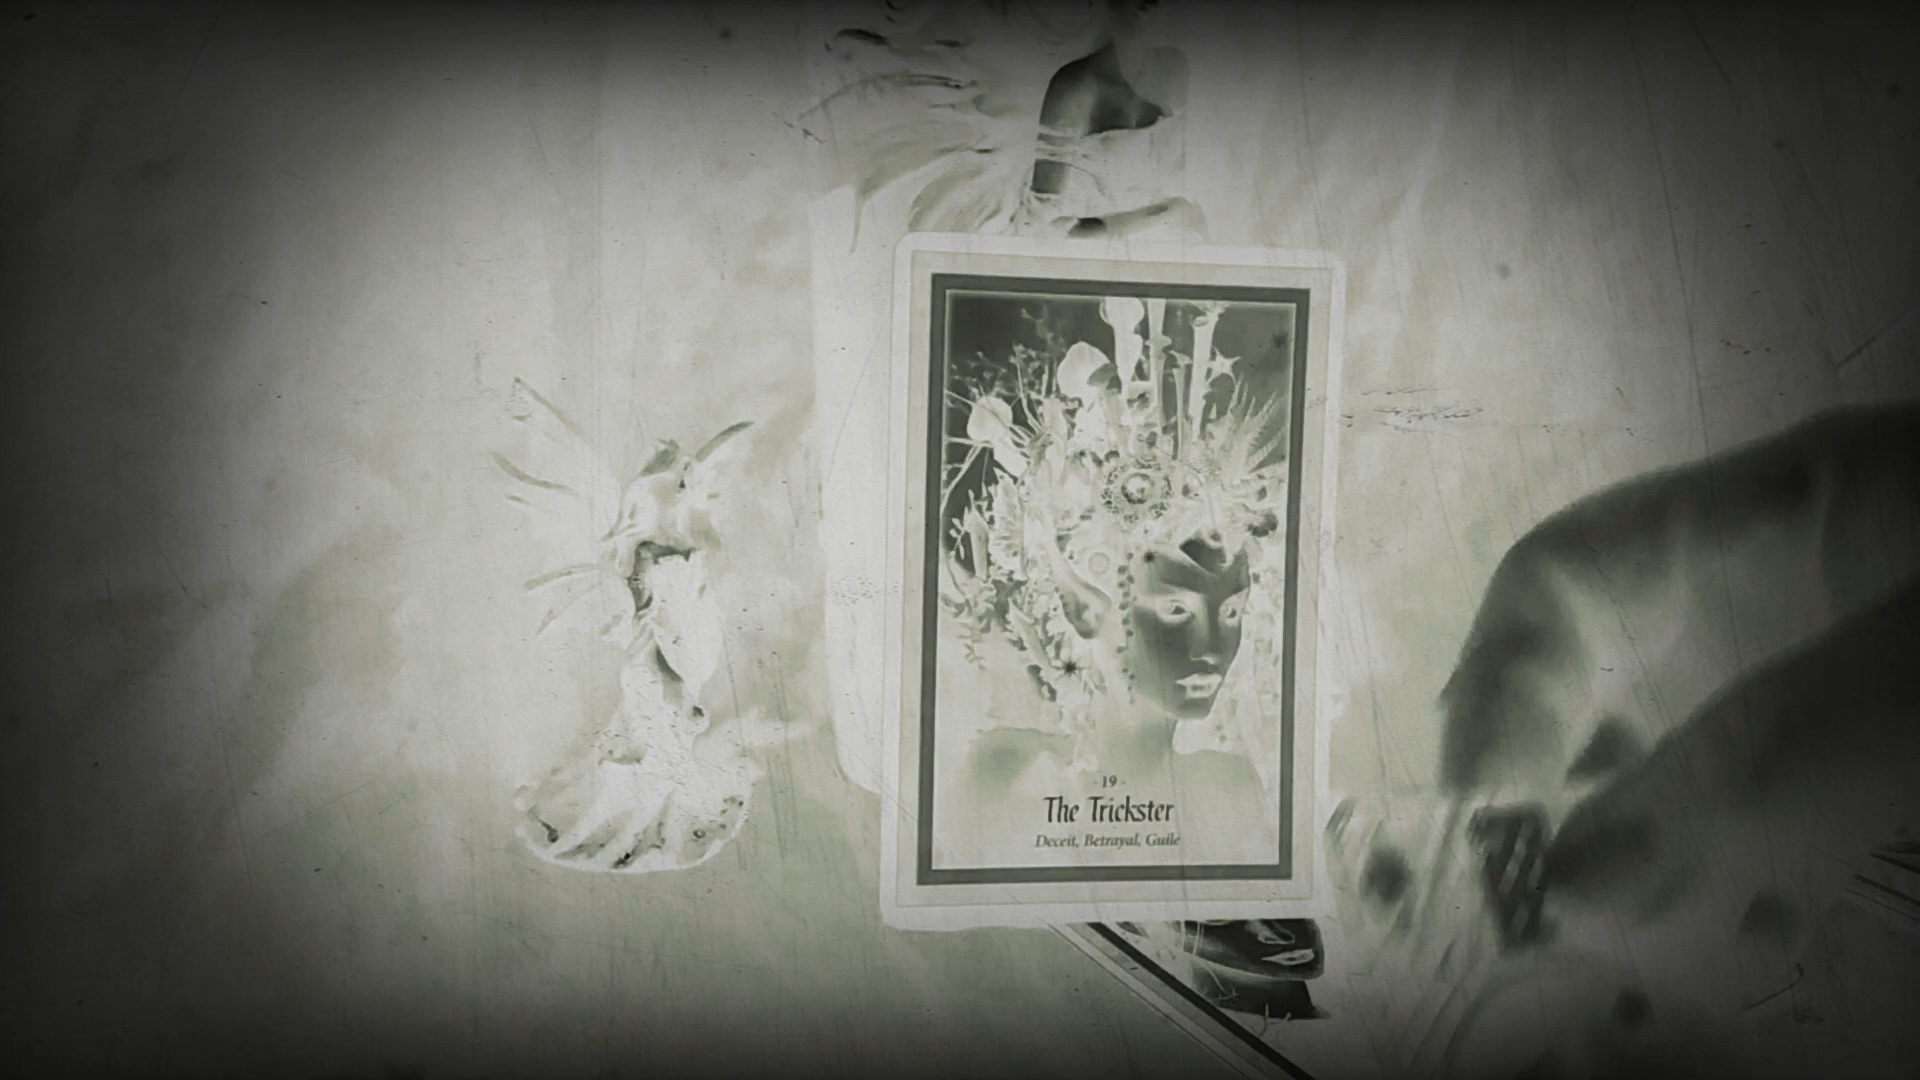 - 19 -
The Trickster
Deceit, Betrayal, Guile